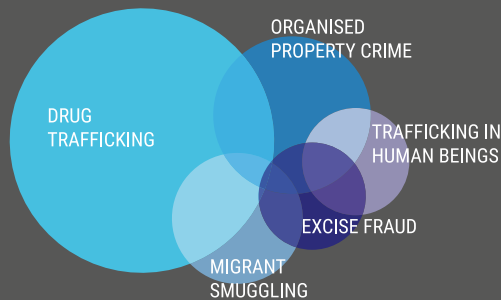 ORGANISED
PROPERTY CRIME
DRUG
TRAFFICKING
TRAFFICKING IN
HUMAN BEINGS
EXCISE FRAUD
MIGRANT
SMUGGLING